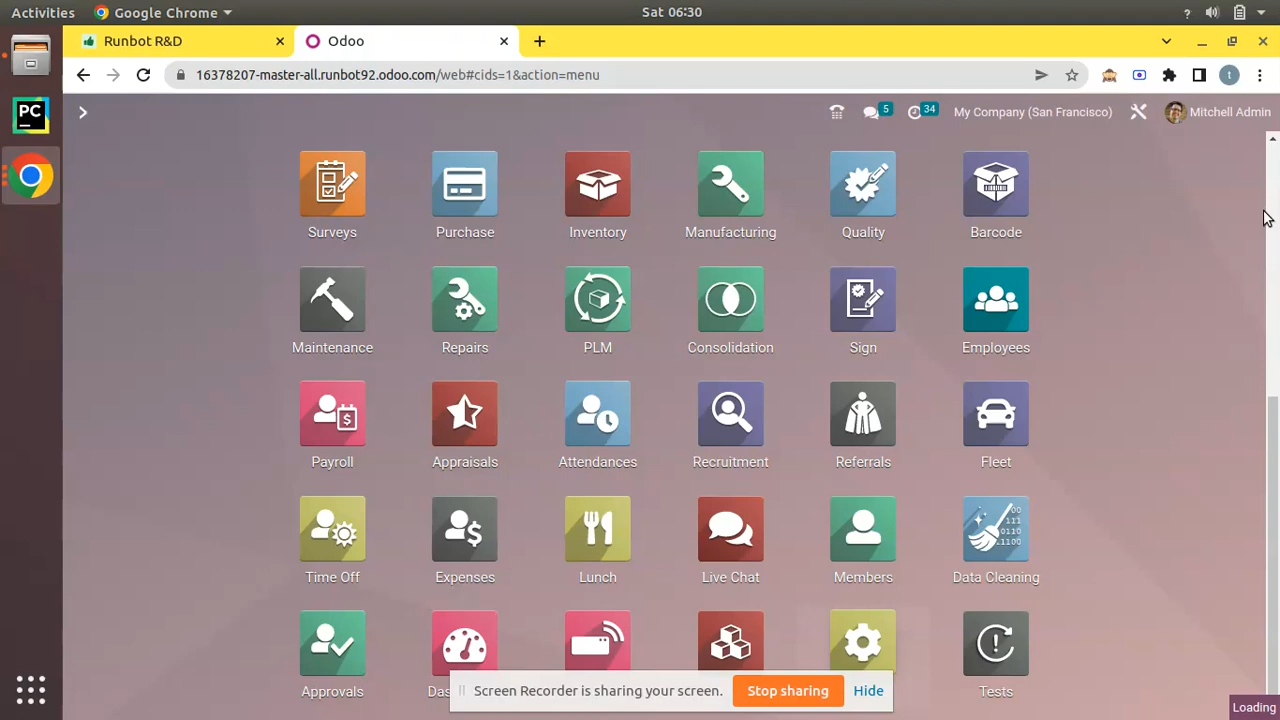 Activities
Google Chrome
Sat 06:30
?
Runbot R&D
Odoo
16378207-master-all.runbot92.odoo.com/web#cids=1&action=menu
t
PC
5
34
My Company (San Francisco)
Mitchell Admin
Surveys
Purchase
Inventory
Manufacturing
Quality
Barcode
Maintenance
Repairs
PLM
Consolidation
Sign
Employees
Payroll
Appraisals
Attendances
Recruitment
Referrals
Fleet
Time Off
Expenses
Lunch
Live Chat
Members
Data Cleaning
Approvals
Tests
Screen Recorder is sharing your screen.
Stop sharing
Hide
Loading